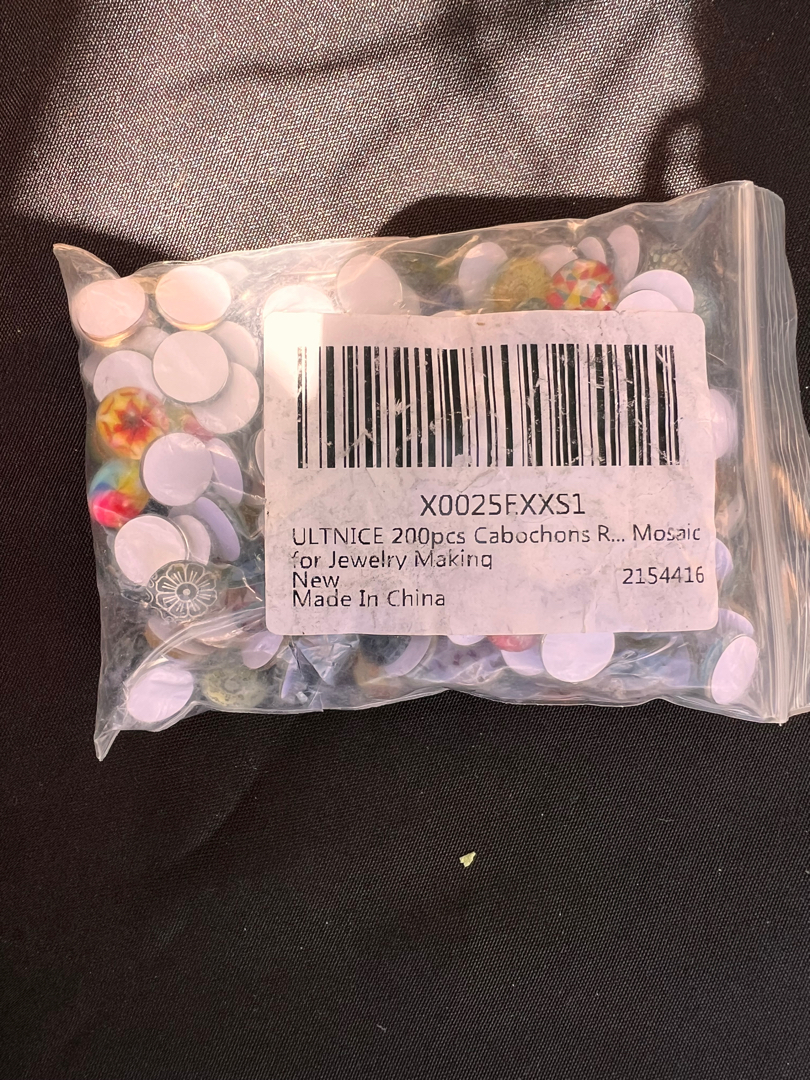 X0025FXXS1
ULTNICE 200pcs Cabochons R... Mosaic
for Jewelry Making
New 2154416
Made In China